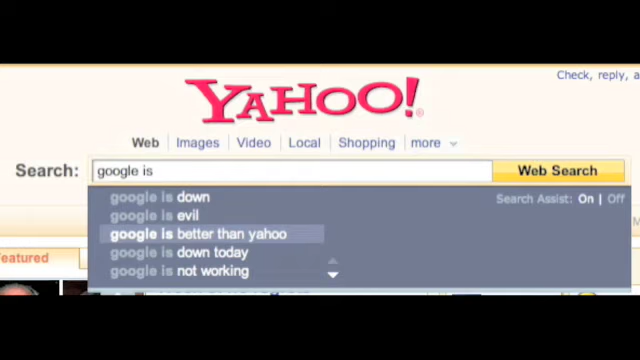 Check, reply, a
YAHOO!®
Web Images Video Local Shopping more
Search: google is Web Search
google is down Search Assist: On | Off
google is evil
google is better than yahoo
google is down today
google is not working
Featured